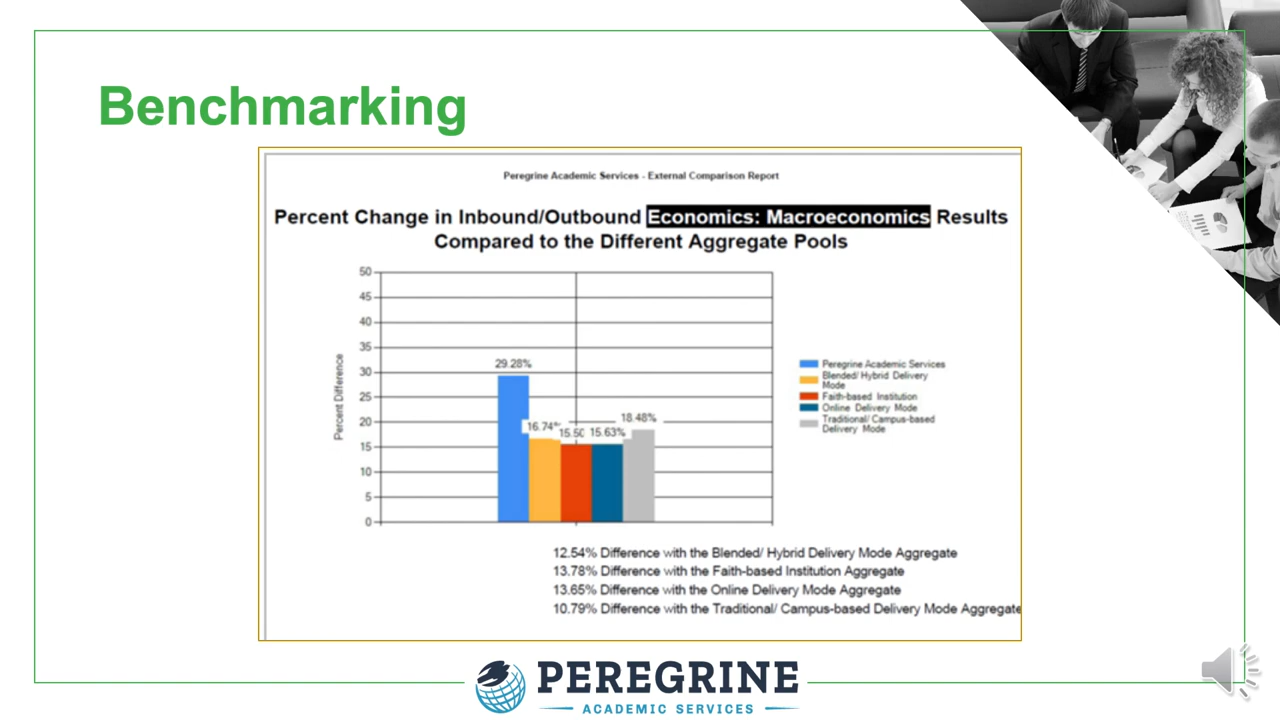 Benchmarking
Peregrine Academic Services - External Comparison Report
Percent Change in Inbound/Outbound Economics: Macroeconomics Results
Compared to the Different Aggregate Pools
Percent Difference
50
45
40
35
30
25
20
15
10
5
0
29.28%
16.74%
15.50
15.63%
18.48%
Peregrine Academic Services
Blended/ Hybrid Delivery
Mode
Faith-based Institution
Online Delivery Mode
Traditional/ Campus-based
Delivery Mode
12.54% Difference with the Blended/ Hybrid Delivery Mode Aggregate
13.78% Difference with the Faith-based Institution Aggregate
13.65% Difference with the Online Delivery Mode Aggregate
10.79% Difference with the Traditional/ Campus-based Delivery Mode Aggregate
PEREGRINE
ACADEMIC SERVICES